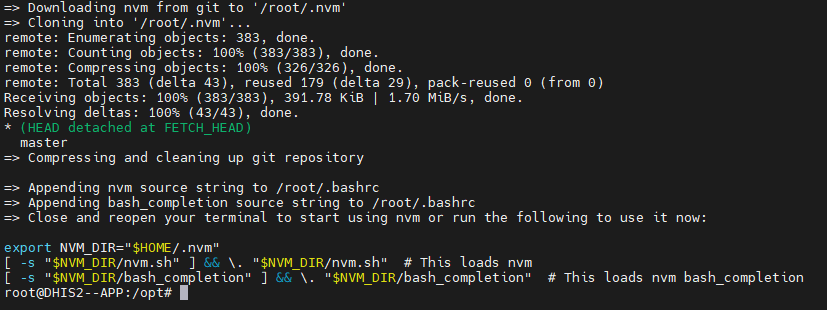 => Downloading nvm from git to '/root/.nvm'
=> Cloning into '/root/.nvm'...
remote: Enumerating objects: 383, done.
remote: Counting objects: 100% (383/383), done.
remote: Compressing objects: 100% (326/326), done.
remote: Total 383 (delta 43), reused 179 (delta 29), pack-reused 0 (from 0)
Receiving objects: 100% (383/383), 391.78 KiB | 1.70 MiB/s, done.
Resolving deltas: 100% (43/43), done.
* (HEAD detached at FETCH_HEAD)
  master
=> Compressing and cleaning up git repository

=> Appending nvm source string to /root/.bashrc
=> Appending bash_completion source string to /root/.bashrc
=> Close and reopen your terminal to start using nvm or run the following to use it now:

export NVM_DIR="$HOME/.nvm"
[ -s "$NVM_DIR/nvm.sh" ] && \. "$NVM_DIR/nvm.sh"  # This loads nvm
[ -s "$NVM_DIR/bash_completion" ] && \. "$NVM_DIR/bash_completion"  # This loads nvm bash_completion
root@DHIS2--APP:/opt#